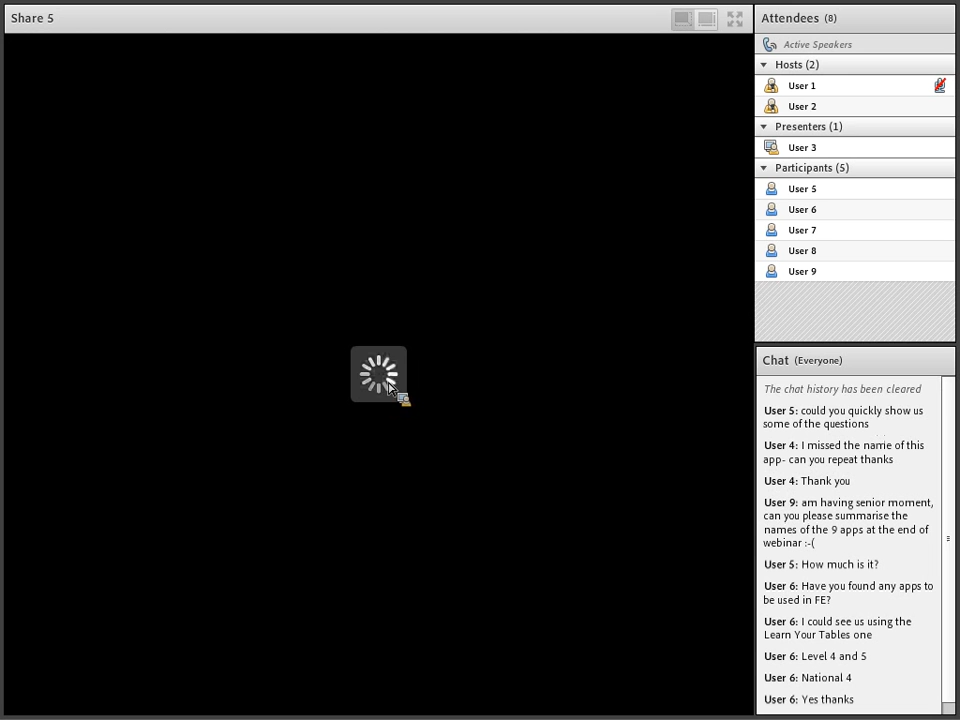 Share 5
Attendees (8)
Active Speakers
Hosts (2)
User 1
User 2
Presenters (1)
User 3
Participants (5)
User 5
User 6
User 7
User 8
User 9
Chat (Everyone)
The chat history has been cleared
User 5: could you quickly show us
some of the questions
User 4: I missed the name of this
app- can you repeat thanks
User 4: Thank you
User 9: am having senior moment,
can you please summarise the
names of the 9 apps at the end of
webinar :-(
User 5: How much is it?
User 6: Have you found any apps to
be used in FE?
User 6: I could see us using the
Learn Your Tables one
User 6: Level 4 and 5
User 6: National 4
User 6: Yes thanks